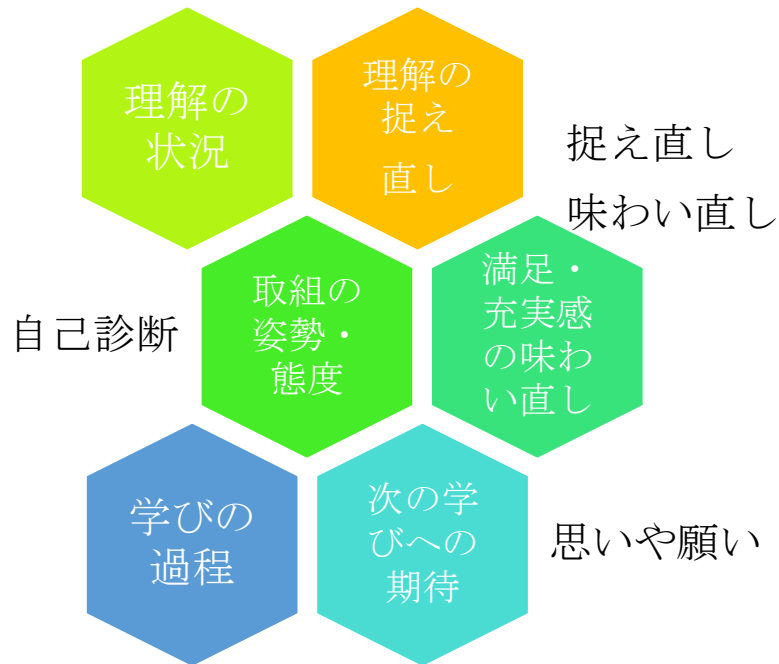 理解の
状況
理解の
捉え
直し
捉え直し
味わい直し
自己診断
取組の
姿勢・
態度
満足・
充実感
の味わ
い直し
学びの
過程
次の学
びへの
期待
思いや願い